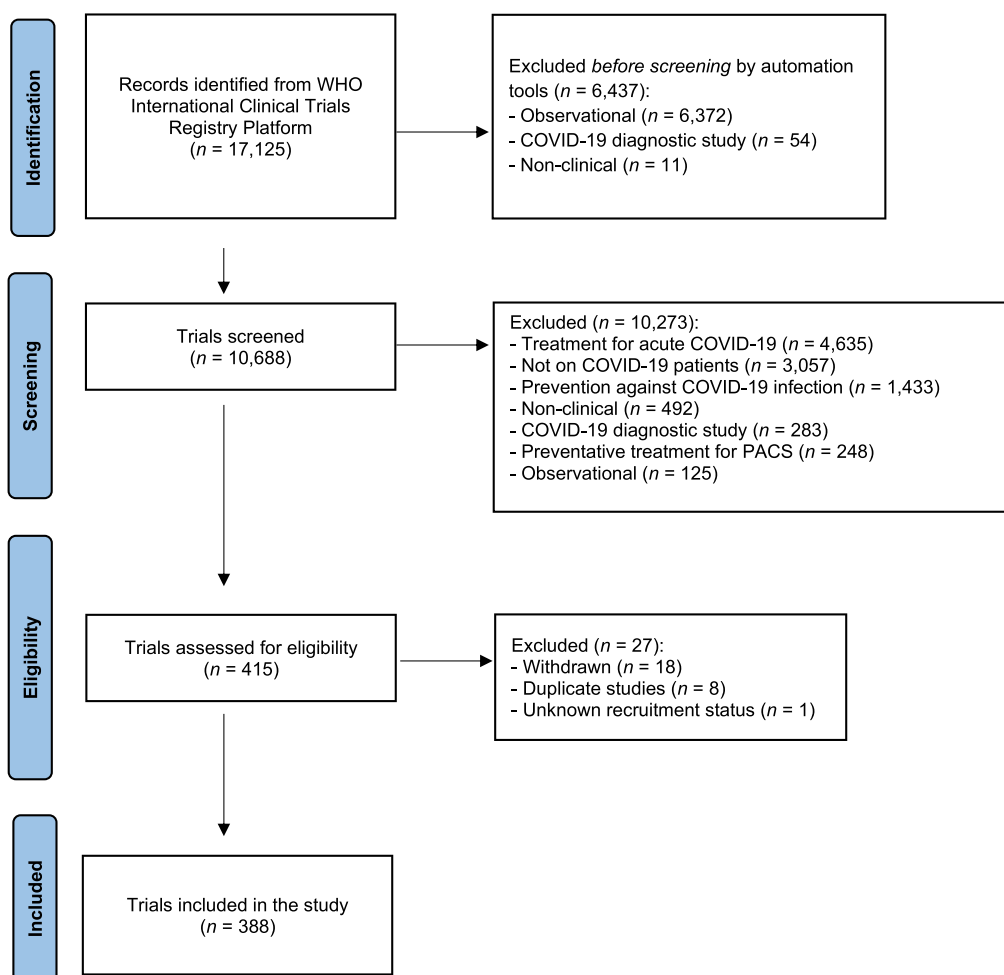 Identification
Records identified from WHO
International Clinical Trials
Registry Platform
(n = 17,125)
Excluded before screening by automation
tools (n = 6,437):
- Observational (n = 6,372)
- COVID-19 diagnostic study (n = 54)
- Non-clinical (n = 11)
Screening
Trials screened
(n = 10,688)
Excluded (n = 10,273):
- Treatment for acute COVID-19 (n = 4,635)
- Not on COVID-19 patients (n = 3,057)
- Prevention against COVID-19 infection (n = 1,433)
- Non-clinical (n = 492)
- COVID-19 diagnostic study (n = 283)
- Preventative treatment for PACS (n = 248)
- Observational (n = 125)
Eligibility
Trials assessed for eligibility
(n = 415)
Excluded (n = 27):
- Withdrawn (n = 18)
- Duplicate studies (n = 8)
- Unknown recruitment status (n = 1)
Included
Trials included in the study
(n = 388)